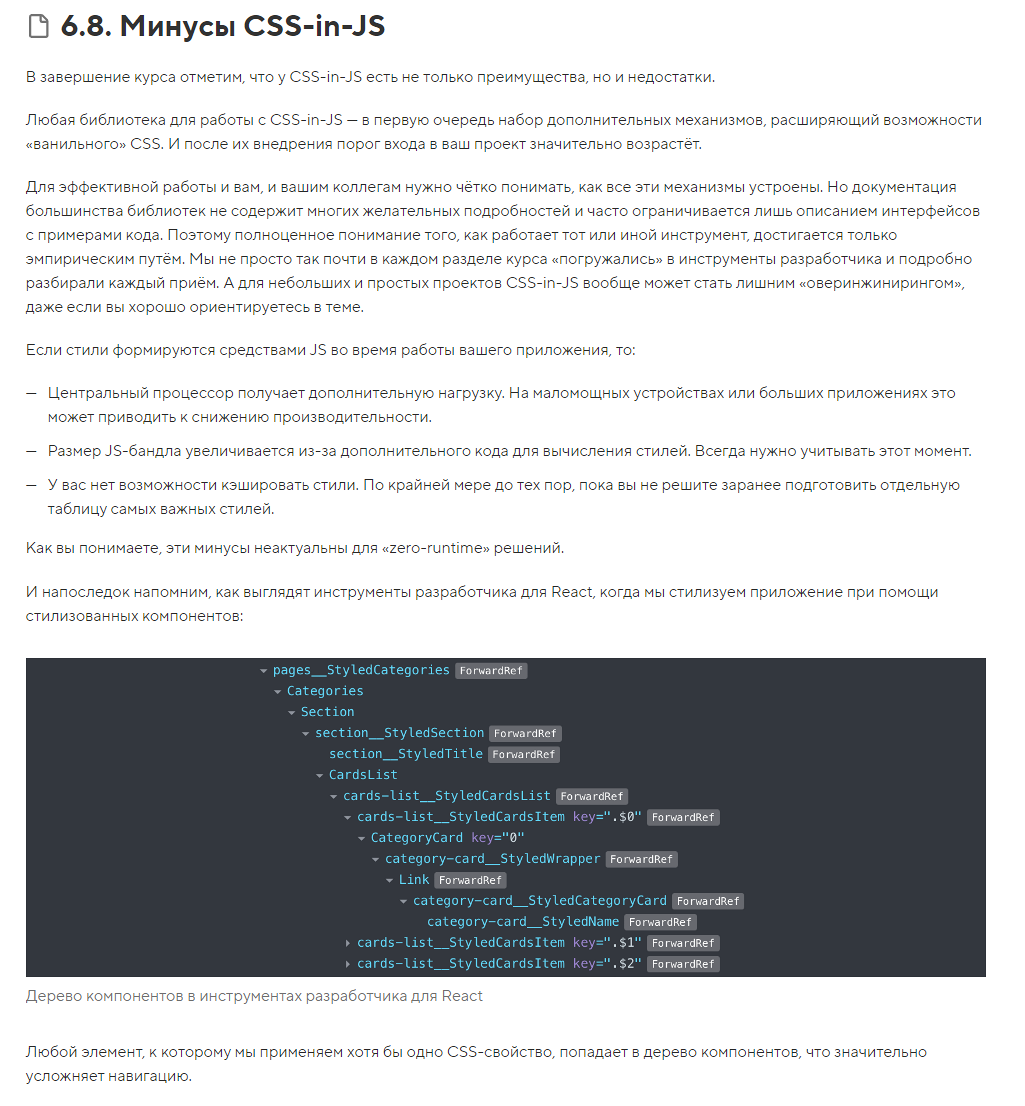 6.8. Минусы CSS-in-JS
В завершение курса отметим, что у CSS-in-JS есть не только преимущества, но и недостатки.
Любая библиотека для работы с CSS-in-JS — в первую очередь набор дополнительных механизмов, расширяющий возможности
«ванильного» CSS. И после их внедрения порог входа в ваш проект значительно возрастёт.
Для эффективной работы и вам, и вашим коллегам нужно чётко понимать, как все эти механизмы устроены. Но документация
большинства библиотек не содержит многих желательных подробностей и часто ограничивается лишь описанием интерфейсов
с примерами кода. Поэтому полноценное понимание того, как работает тот или иной инструмент, достигается только
эмпирическим путём. Мы не просто так почти в каждом разделе курса «погружались» в инструменты разработчика и подробно
разбирали каждый приём. А для небольших и простых проектов CSS-in-JS вообще может стать лишним «оверинжинирингом»,
даже если вы хорошо ориентируетесь в теме.
Если стили формируются средствами JS во время работы вашего приложения, то:
— Центральный процессор получает дополнительную нагрузку. На маломощных устройствах или больших приложениях это
может приводить к снижению производительности.
— Размер JS-бандла увеличивается из-за дополнительного кода для вычисления стилей. Всегда нужно учитывать этот момент.
— У вас нет возможности кэшировать стили. По крайней мере до тех пор, пока вы не решите заранее подготовить отдельную
таблицу самых важных стилей.
Как вы понимаете, эти минусы неактуальны для «zero-runtime» решений.
И напоследок напомним, как выглядят инструменты разработчика для React, когда мы стилизуем приложение при помощи
стилизованных компонентов:
pages__StyledCategories ForwardRef
Categories
Section
section__StyledSection ForwardRef
section__StyledTitle ForwardRef
CardsList
cards-list__StyledCardsList ForwardRef
cards-list__StyledCardsItem key=".$0" ForwardRef
CategoryCard key="0"
category-card__StyledWrapper ForwardRef
Link ForwardRef
category-card__StyledCategoryCard ForwardRef
category-card__StyledName ForwardRef
cards-list__StyledCardsItem key=".$1" ForwardRef
cards-list__StyledCardsItem key=".$2" ForwardRef
Дерево компонентов в инструментах разработчика для React
Любой элемент, к которому мы применяем хотя бы одно CSS-свойство, попадает в дерево компонентов, что значительно
усложняет навигацию.